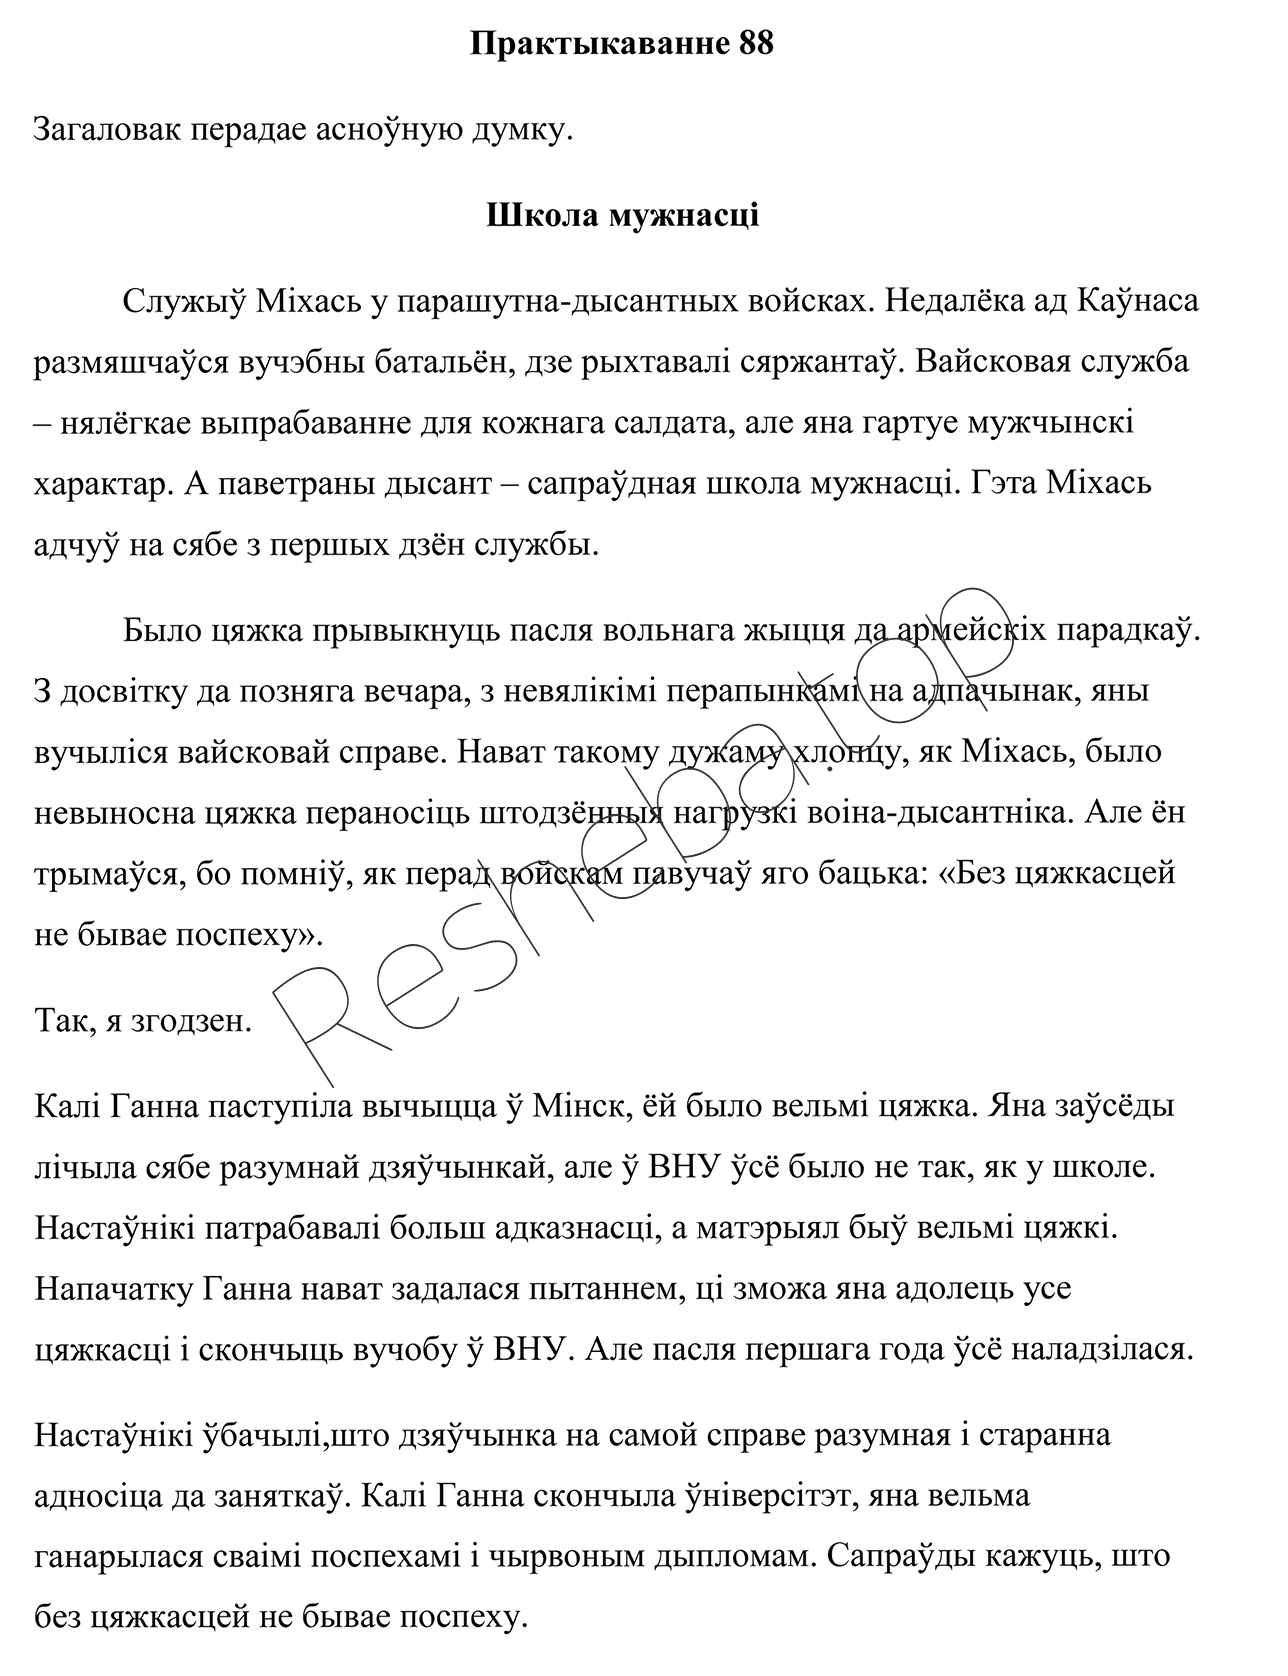 Практыкаванне 88
Загаловак перадае асноўную думку.
Школа мужнасці
Служыў Міхась у парашутна-дысантных войсках. Недалёка ад Каўнаса
размяшчаўся вучэбны батальён, дзе рыхтавалі сяржантаў. Вайсковая служба
– нялёгкае выпрабаванне для кожнага салдата, але яна гартуе мужчынскі
характар. А паветраны дысант – сапраўдная школа мужнасці. Гэта Міхась
адчуў на сябе з першых дзён службы.
Было цяжка прывыкнуць пасля вольнага жыцця да армейскіх парадкаў.
З досвітку да позняга вечара, з невялікімі перапынкамі на адпачынак, яны
вучыліся вайсковай справе. Нават такому дужаму хлопцу, як Міхась, было
невыносна цяжка пераносіць штодзённыя нагрузкі воіна-дысантніка. Але ён
трымаўся, бо помніў, як перад войскам павучаў яго бацька: «Без цяжкасцей
не бывае поспеху».
Так, я згодзен.
Калі Ганна паступіла вычыцца ў Мінск, ёй было вельмі цяжка. Яна заўсёды
лічыла сябе разумнай дзяўчынкай, але ў ВНУ ўсё было не так, як у школе.
Настаўнікі патрабавалі больш адказнасці, а матэрыял быў вельмі цяжкі.
Напачатку Ганна нават задалася пытаннем, ці зможа яна адолець усе
цяжкасці і скончыць вучобу ў ВНУ. Але пасля першага года ўсё наладзілася.
Настаўнікі ўбачылі,што дзяўчынка на самой справе разумная і старанна
адносіца да заняткаў. Калі Ганна скончыла ўніверсітэт, яна вельма
ганарылася сваімі поспехамі і чырвоным дыпломам. Сапраўды кажуць, што
без цяжкасцей не бывае поспеху.
Resheba.top